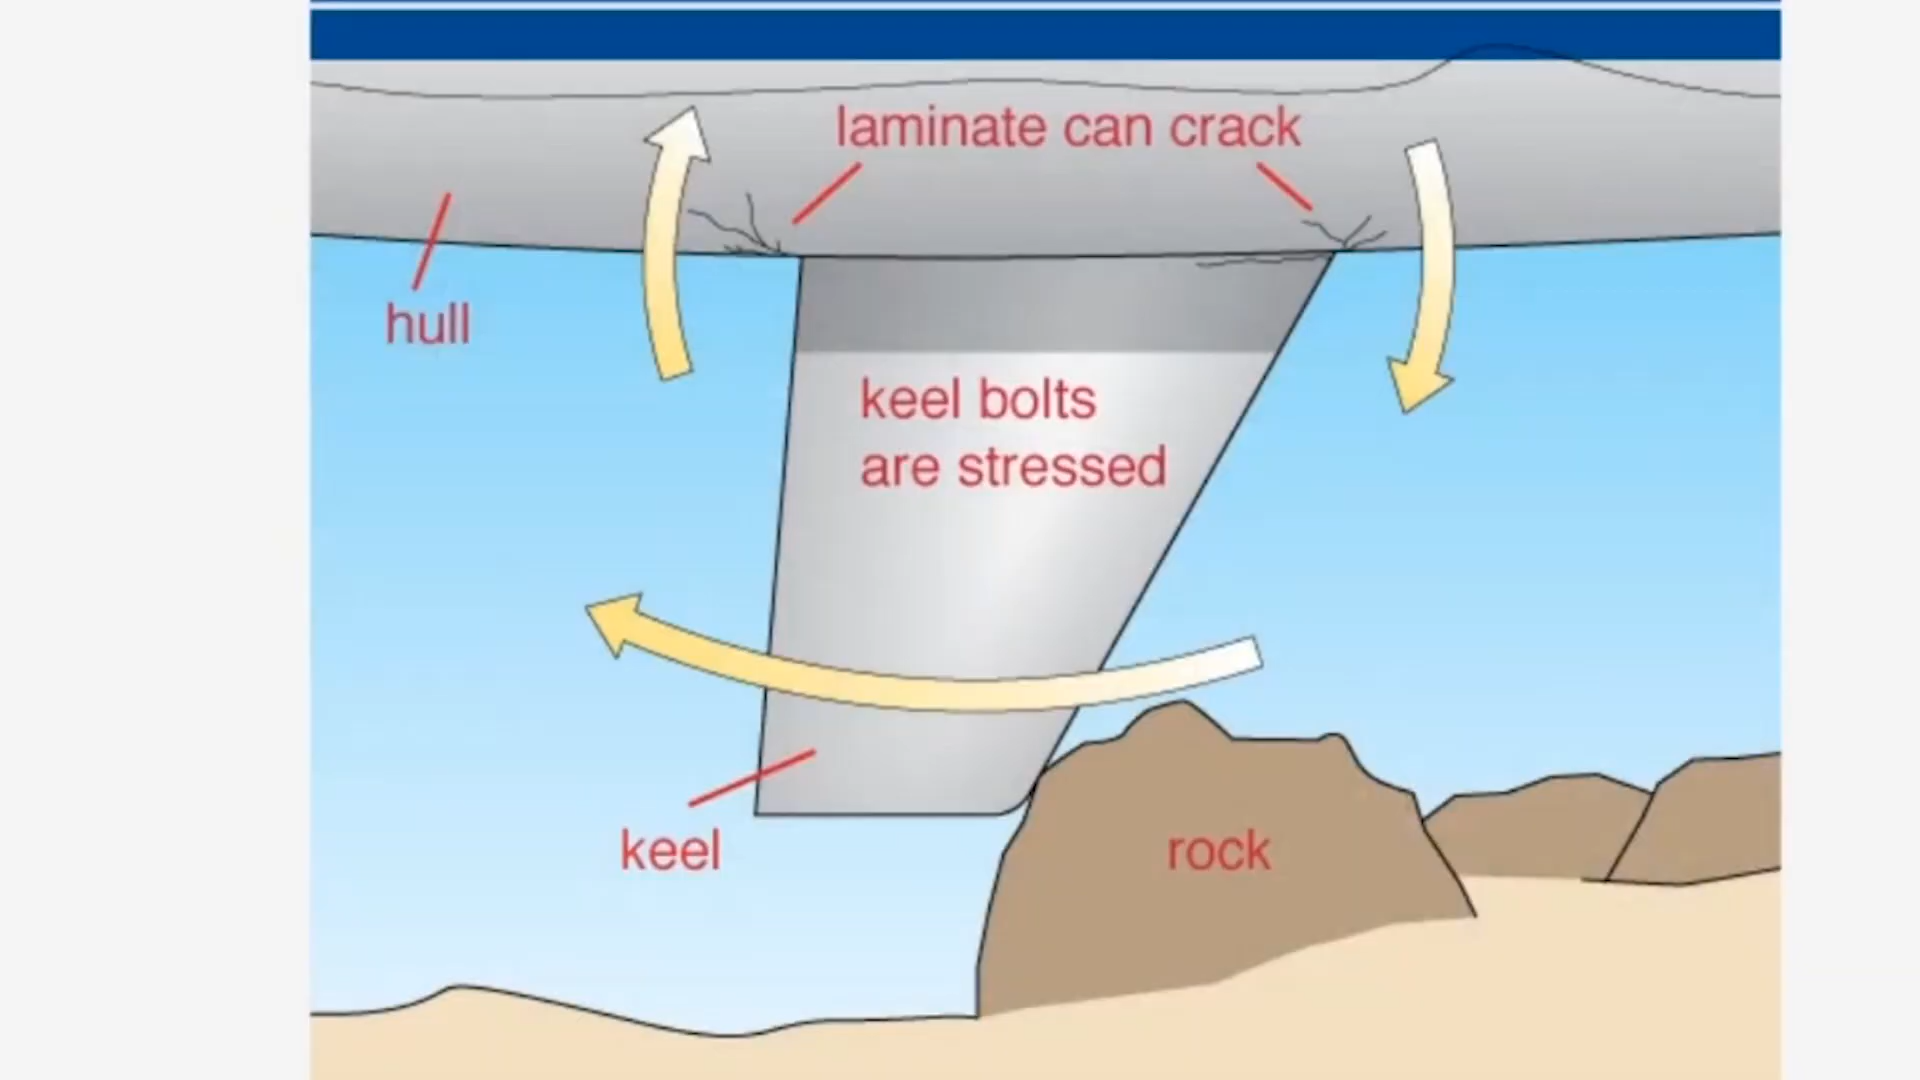 laminate can crack
hull
keel bolts
are stressed
keel
rock